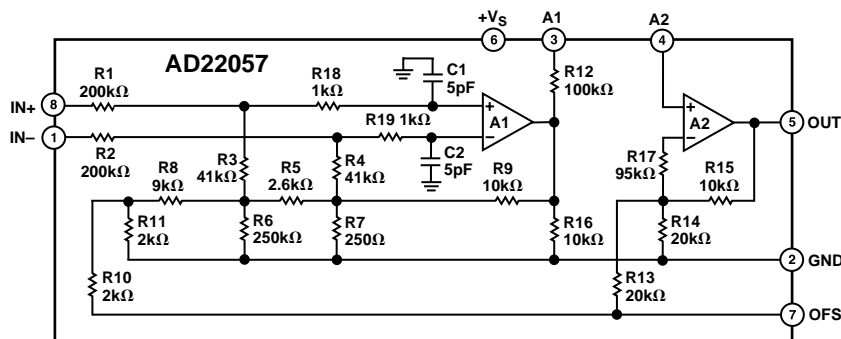 +VS
A1
A2
6
3
4
AD22057
R1
200kΩ
R18
1kΩ
C1
5pF
R12
100kΩ
IN+
8
+
A1
–
+
A2
–
5
OUT
IN–
1
R19 1kΩ
R2
200kΩ
R8
9kΩ
R3
41kΩ
R5
2.6kΩ
R4
41kΩ
C2
5pF
R9
10kΩ
R17
95kΩ
R15
10kΩ
R11
2kΩ
R6
250kΩ
R7
250Ω
R16
10kΩ
R14
20kΩ
2
GND
R10
2kΩ
R13
20kΩ
7
OFS